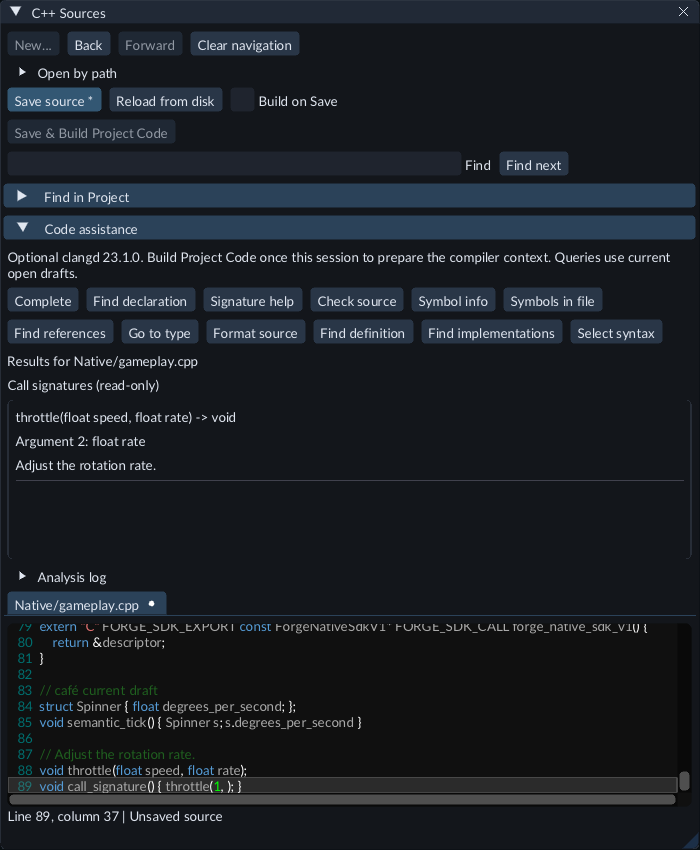 C++ Sources
New... Back Forward Clear navigation
Open by path
Save source * Reload from disk Build on Save
Save & Build Project Code
Find Find next
Find in Project
Code assistance
Optional clangd 23.1.0. Build Project Code once this session to prepare the compiler context. Queries use current
open drafts.
Complete Find declaration Signature help Check source Symbol info Symbols in file
Find references Go to type Format source Find definition Find implementations Select syntax
Results for Native/gameplay.cpp
Call signatures (read-only)
throttle(float speed, float rate) -> void
Argument 2: float rate
Adjust the rotation rate.
Analysis log
Native/gameplay.cpp
79 extern "C" FORGE_SDK_EXPORT const ForgeNativeSdkV1* FORGE_SDK_CALL forge_native_sdk_v1() {
80 return &descriptor;
81 }
82
83 // café current draft
84 struct Spinner { float degrees_per_second; };
85 void semantic_tick() { Spinner s; s.degrees_per_second }
86
87 // Adjust the rotation rate.
88 void throttle(float speed, float rate);
89 void call_signature() { throttle(1, ); }
Line 89, column 37 | Unsaved source